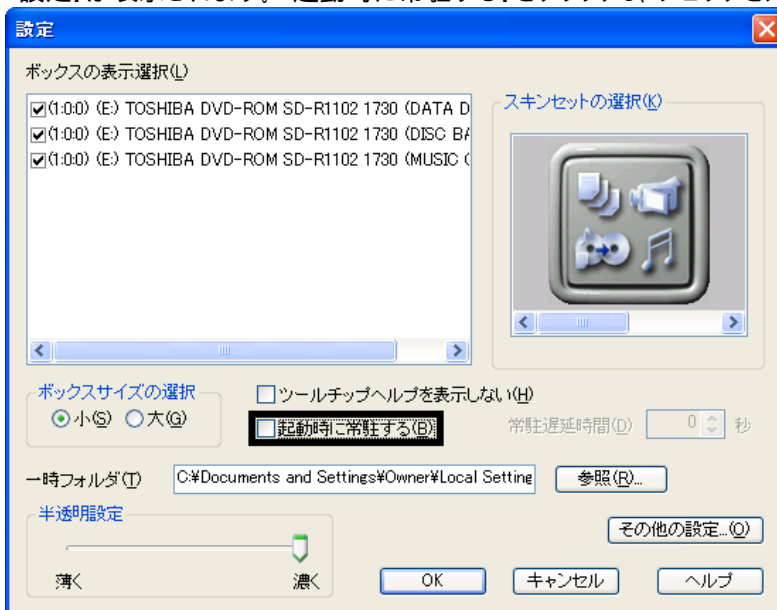 設定
ボックスの表示選択(L)
(1:0:0) (E:) TOSHIBA DVD-ROM SD-R1102 1730 (DATA D
(1:0:0) (E:) TOSHIBA DVD-ROM SD-R1102 1730 (DISC BA
(1:0:0) (E:) TOSHIBA DVD-ROM SD-R1102 1730 (MUSIC C
スキンセットの選択(K)
ボックスサイズの選択
小(S) 大(G)
ツールチップヘルプを表示しない(H)
起動時に常駐する(B)
常駐遅延時間(D) 0 秒
一時フォルダ(T) C:¥Documents and Settings¥Owner¥Local Setting 参照(R)...
半透明設定
薄く 濃く
その他の設定...(O)
OK キャンセル ヘルプ